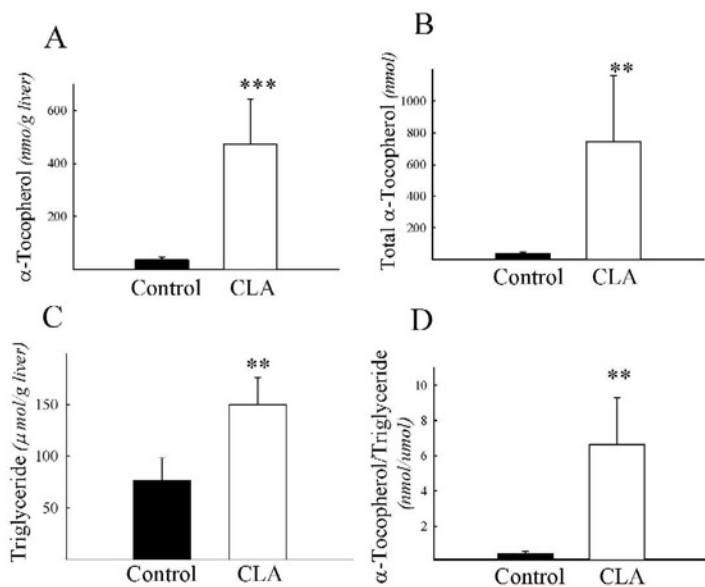 A
α-Tocopherol (nmo/g liver)
600
400
200
***
Control CLA
B
Total α-Tocopherol (nmol)
1000
800
600
400
200
**
Control CLA
C
Triglyceride (μ mol/g liver)
150
100
50
**
Control CLA
D
α-Tocopherol/Triglyceride
(nmol/umol)
10
8
6
4
2
**
Control CLA